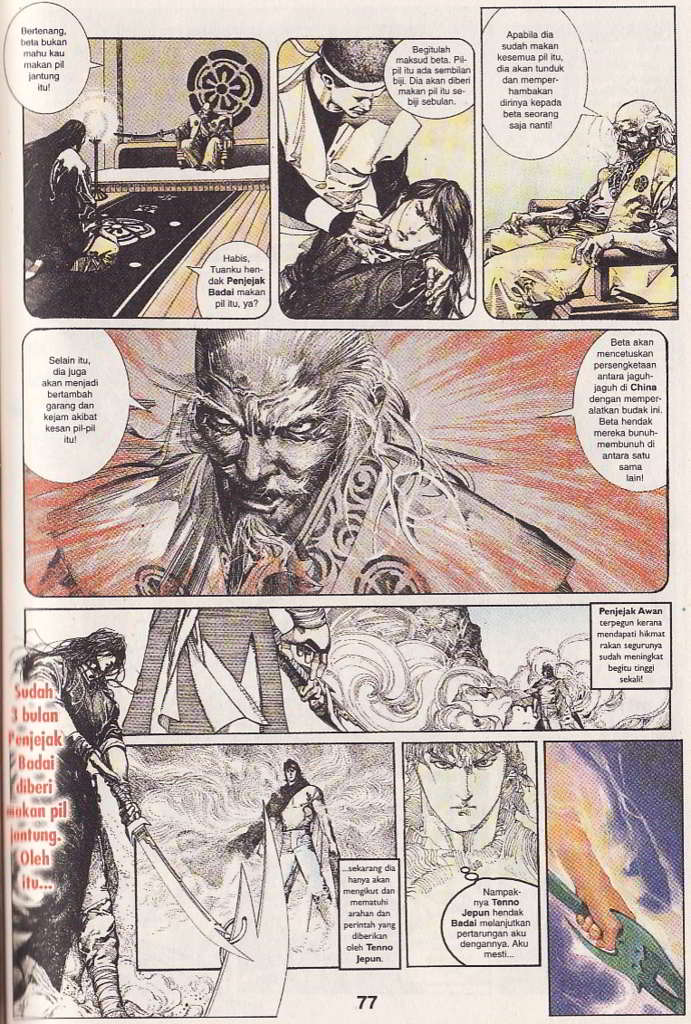 Bertenang,
beta bukan
mahu kau
makan pil
jantung
itu!
Habis,
Tuanku hen-
dak Penjejak
Badai makan
pil itu, ya?
Begitulah
maksud beta. Pil-
pil itu ada sembilan
biji. Dia akan diberi
makan pil itu se-
biji sebulan.
Apabila dia
sudah makan
kesemua pil itu,
dia akan tunduk
dan memper-
hambakan
dirinya kepada
beta seorang
saja nanti!
Selain itu,
dia juga
akan menjadi
bertambah
garang dan
kejam akibat
kesan pil-pil
itu!
Beta akan
mencetuskan
persengketaan
antara jaguh-
jaguh di China
dengan memper-
alatkan budak ini.
Beta hendak
mereka bunuh-
membunuh di
antara satu
sama
lain!
Penjejak Awan
terpegun kerana
mendapati hikmat
rakan segurunya
sudah meningkat
begitu tinggi
sekali!
Sudah
3 bulan
Penjejak
Badai
diberi
makan pil
jantung.
Oleh
itu...
...sekarang dia
hanya akan
mengikut dan
mematuhi
arahan dan
perintah yang
diberikan
oleh Tenno
Jepun.
Nampak-
nya Tenno
Jepun hendak
Badai melanjutkan
pertarungan aku
dengannya. Aku
mesti...
77